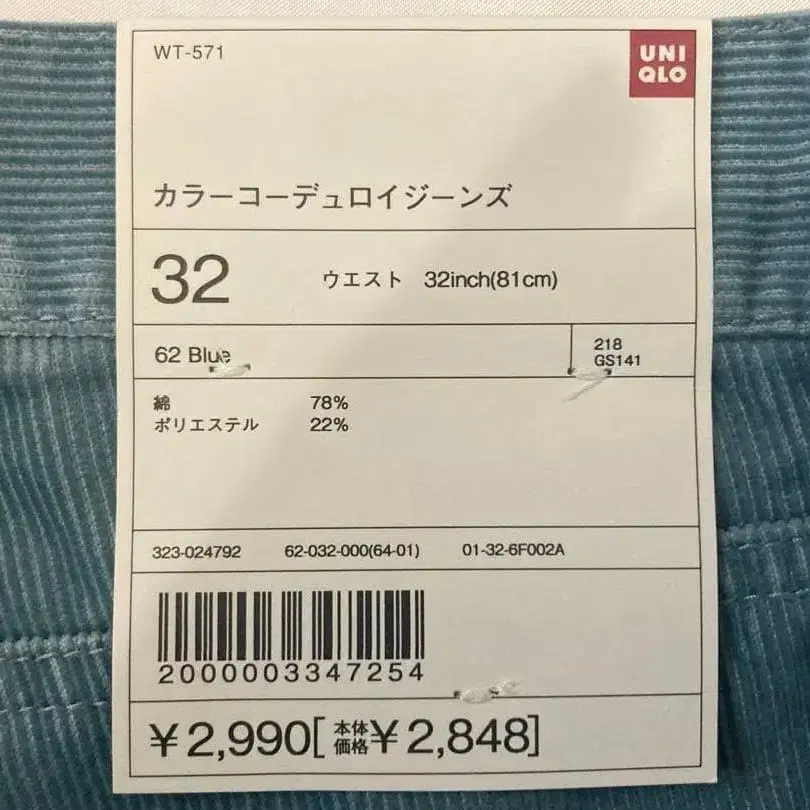 WT-571
UNI
QLO
カラーコーデュロイジーンズ
32 ウエスト 32inch(81cm)
62 Blue
218
GS141
綿 78%
ポリエステル 22%
323-024792 62-032-000(64-01) 01-32-6F002A
2000003347254
¥2,990[本体価格¥2,848]